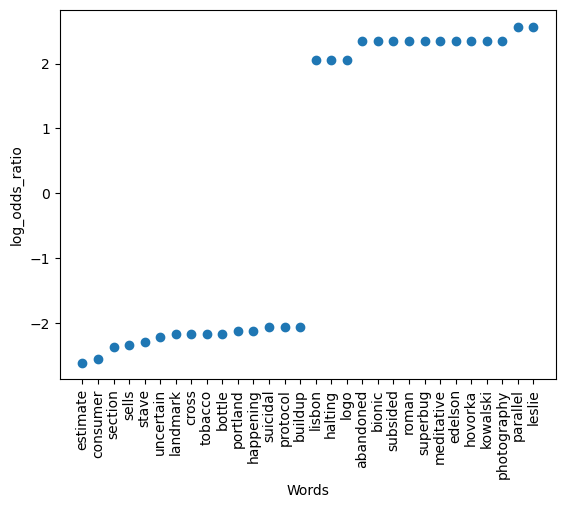 2
1
0
−1
−2
log_odds_ratio
estimate
consumer
section
sells
stave
uncertain
landmark
cross
tobacco
bottle
portland
happening
suicidal
protocol
buildup
lisbon
halting
logo
abandoned
bionic
subsided
roman
superbug
meditative
edelson
hovorka
kowalski
photography
parallel
leslie
Words